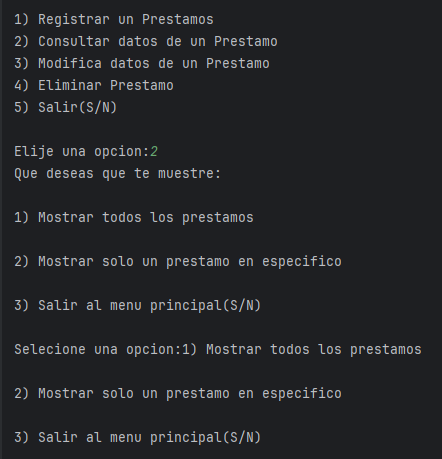 1) Registrar un Prestamos
2) Consultar datos de un Prestamo
3) Modifica datos de un Prestamo
4) Eliminar Prestamo
5) Salir(S/N)
Elije una opcion:2
Que deseas que te muestre:
1) Mostrar todos los prestamos
2) Mostrar solo un prestamo en especifico
3) Salir al menu principal(S/N)
Selecione una opcion:1) Mostrar todos los prestamos
2) Mostrar solo un prestamo en especifico
3) Salir al menu principal(S/N)